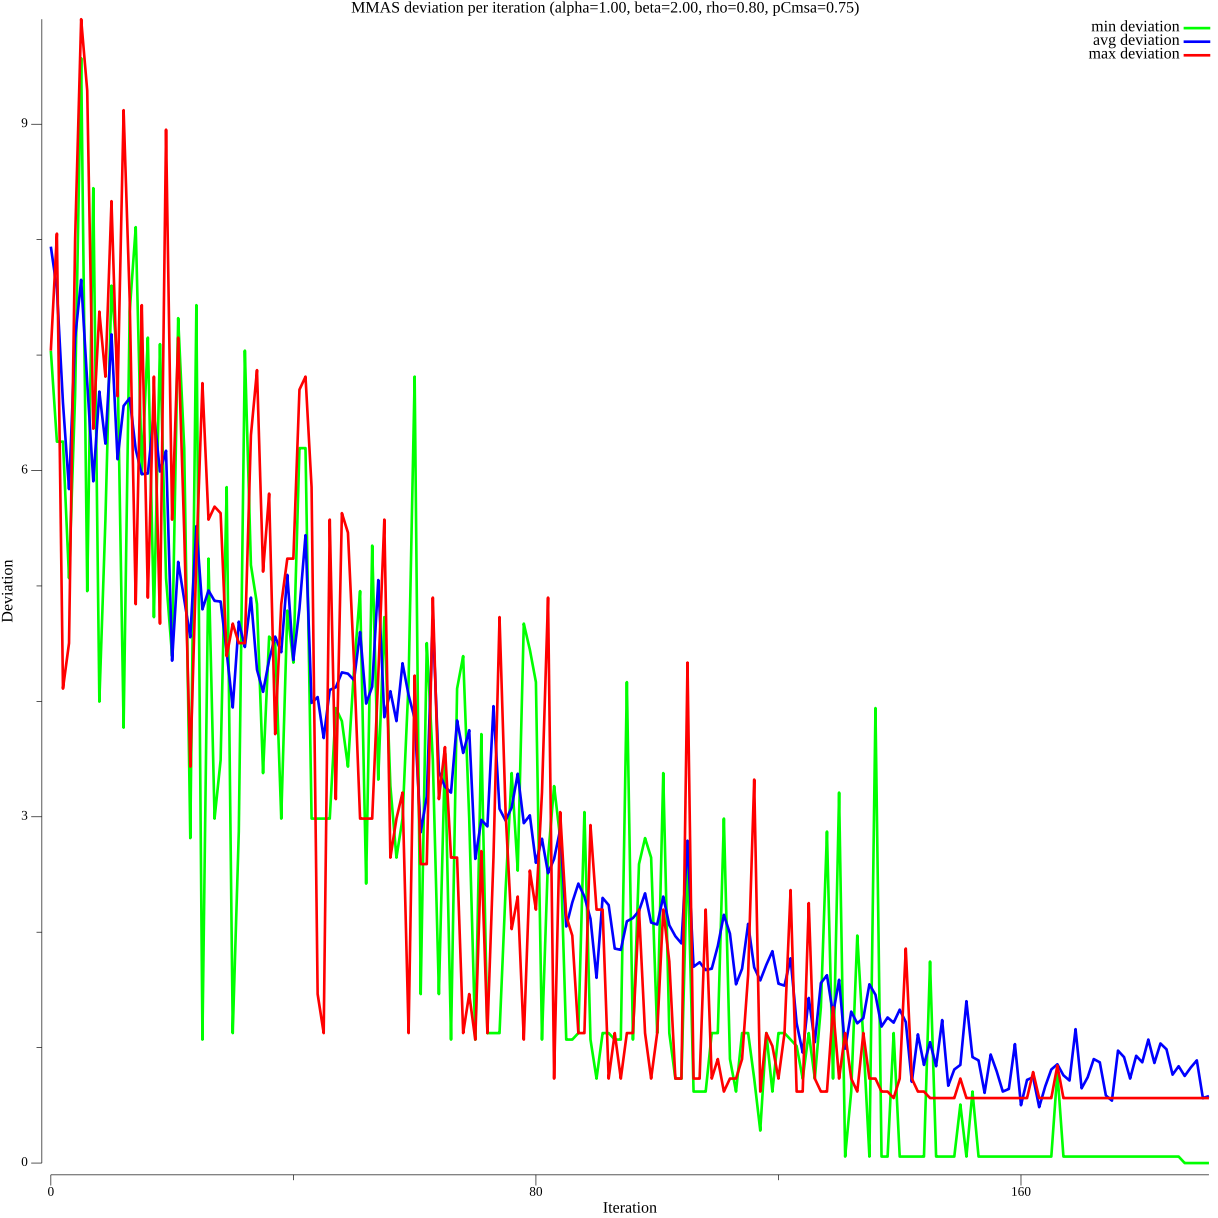 MMAS deviation per iteration (alpha=1.00, beta=2.00, rho=0.80, pCmsa=0.75)
min deviation
avg deviation
max deviation
9
6
3
0
Deviation
0
80
160
Iteration